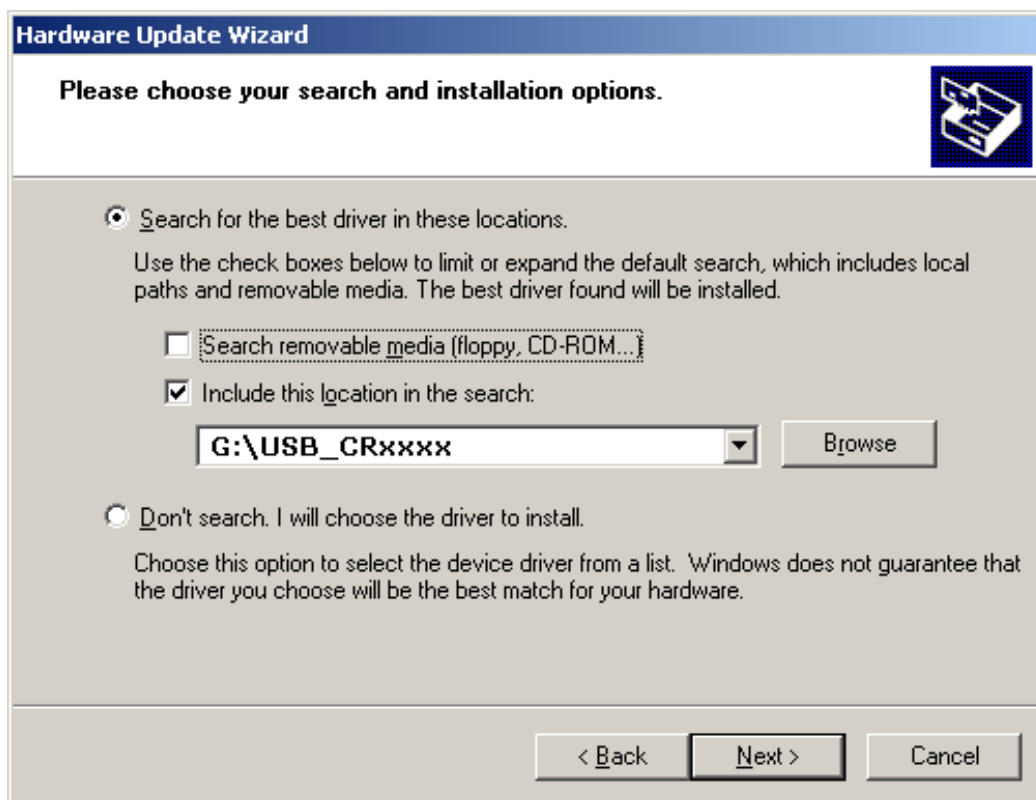 Hardware Update Wizard
Please choose your search and installation options.
Search for the best driver in these locations.
Use the check boxes below to limit or expand the default search, which includes local
paths and removable media. The best driver found will be installed.
Search removable media (floppy, CD-ROM...)
Include this location in the search:
G:\USB_CRxxxx
Browse
Don't search. I will choose the driver to install.
Choose this option to select the device driver from a list. Windows does not guarantee that
the driver you choose will be the best match for your hardware.
< Back Next > Cancel